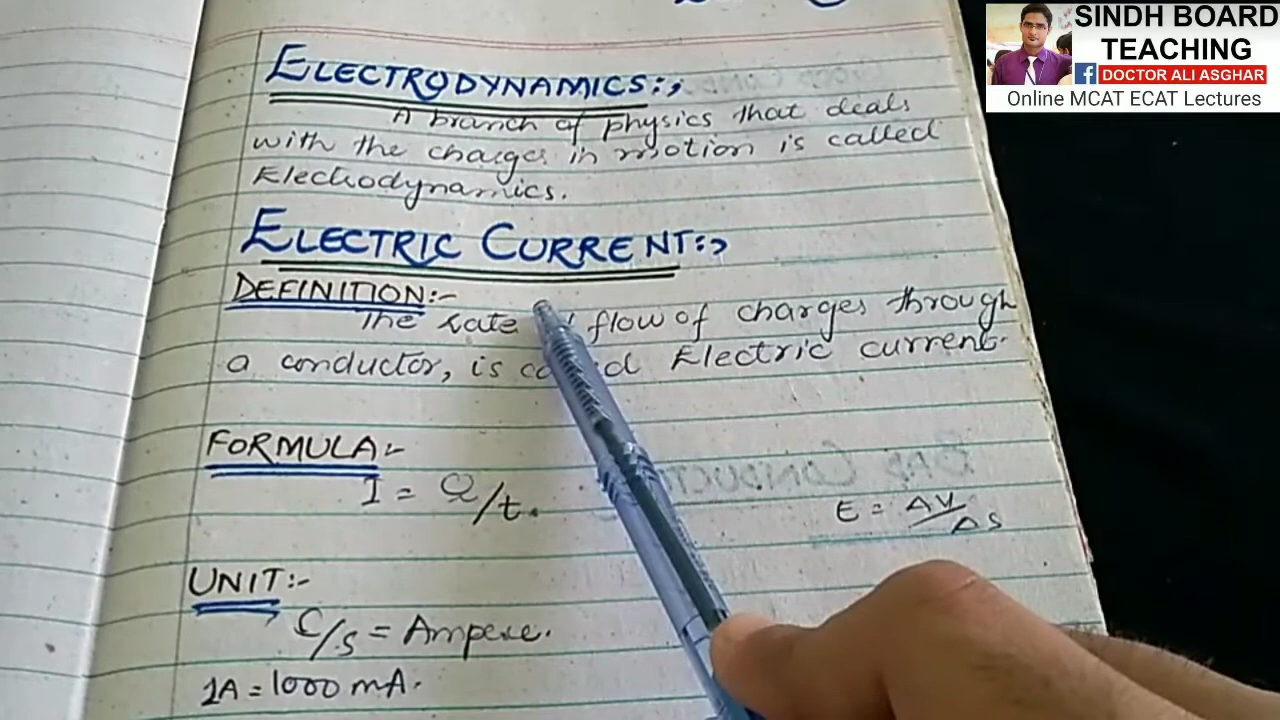 SINDH BOARD
TEACHING
DOCTOR ALI ASGHAR
Online MCAT ECAT Lectures
ELECTRODYNAMICS:,
A branch of physics that deals
with the charges in motion is called
Electrodynamics.
ELECTRIC CURRENT:,
DEFINITION:-
The rate flow of charges through
a conductor, is called Electric current.
FORMULA:-
I = Q/t.
E = ΔV/ΔS
UNIT:-
C/s = Ampere.
1A = 1000 mA.